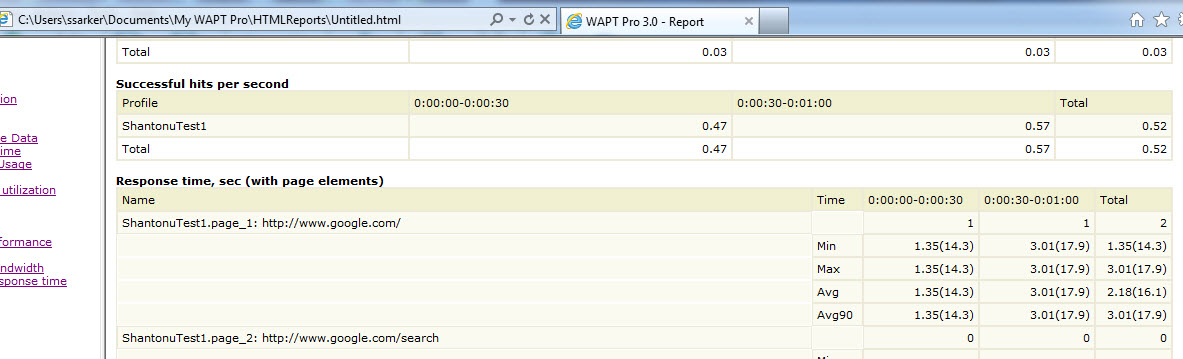 C:\Users\ssarker\Documents\My WAPT Pro\HTMLReports\Untitled.html
WAPT Pro 3.0 - Report
Total 0.03 0.03 0.03
Successful hits per second
Profile 0:00:00-0:00:30 0:00:30-0:01:00 Total
ShantonuTest1 0.47 0.57 0.52
Total 0.47 0.57 0.52
Response time, sec (with page elements)
Name Time 0:00:00-0:00:30 0:00:30-0:01:00 Total
ShantonuTest1.page_1: http://www.google.com/ 1 1 2
Min 1.35(14.3) 3.01(17.9) 1.35(14.3)
Max 1.35(14.3) 3.01(17.9) 3.01(17.9)
Avg 1.35(14.3) 3.01(17.9) 2.18(16.1)
Avg90 1.35(14.3) 3.01(17.9) 3.01(17.9)
ShantonuTest1.page_2: http://www.google.com/search 0 0 0
ion
e Data
ime
Usage
utilization
formance
ndwidth
sponse time